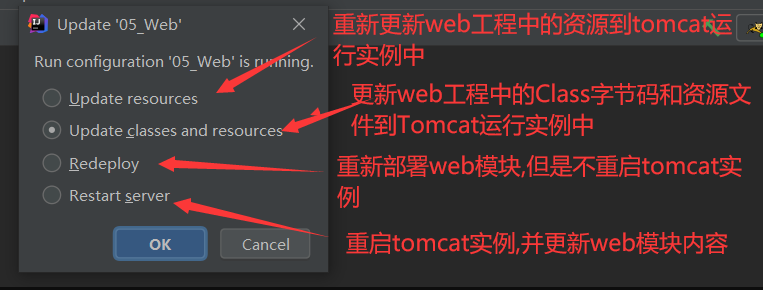 Update '05_Web'
Run configuration '05_Web' is running.
Update resources
Update classes and resources
Redeploy
Restart server
OK
Cancel
重新更新web工程中的资源到tomcat运
行实例中
更新web工程中的Class字节码和资源文
件到Tomcat运行实例中
重新部署web模块,但是不重启tomcat实
例
重启tomcat实例,并更新web模块内容